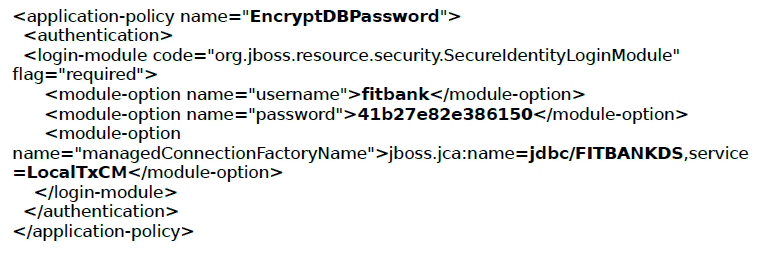 <application-policy name="EncryptDBPassword">
<authentication>
<login-module code="org.jboss.resource.security.SecureIdentityLoginModule"
flag="required">
<module-option name="username">fitbank</module-option>
<module-option name="password">41b27e82e386150</module-option>
<module-option
name="managedConnectionFactoryName">jboss.jca:name=jdbc/FITBANKDS,service
=LocalTxCM</module-option>
</login-module>
</authentication>
</application-policy>